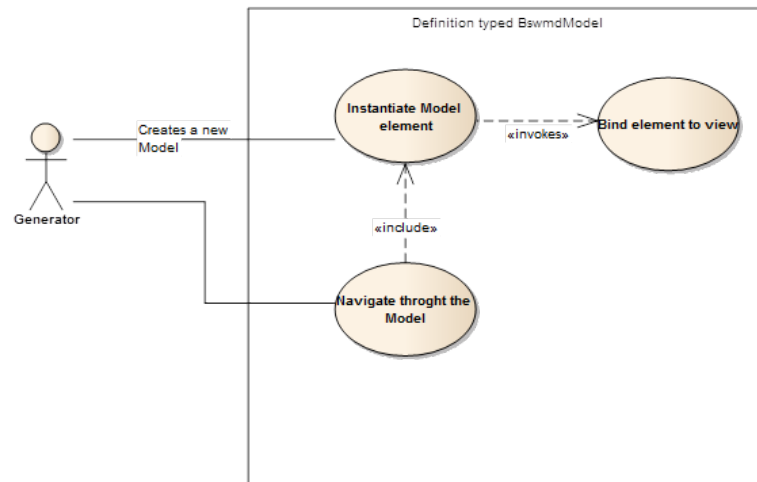 Definition typed BswmdModel
Instantiate Model
element
Bind element to view
«invokes»
Creates a new
Model
Generator
«include»
Navigate throght the
Model